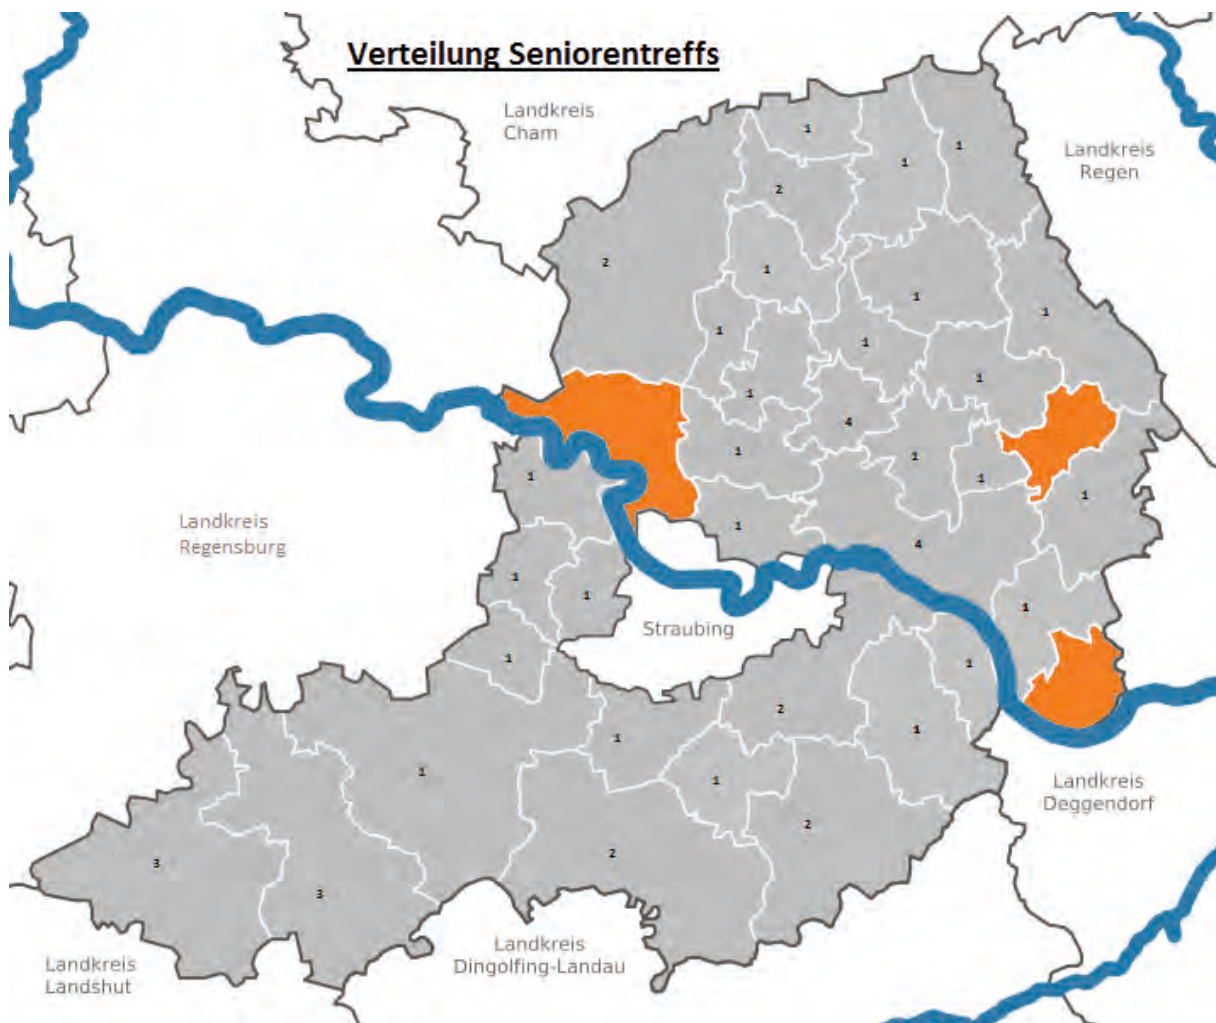 Verteilung Seniorentreffs
Landkreis
Cham
1
1
1
Landkreis
Regen
2
2
1
1
1
1
1
1
1
4
1
1
1
1
1
1
Landkreis
Regensburg
1
4
1
1
1
Straubing
1
1
2
1
1
1
1
Landkreis
Deggendorf
2
2
3
3
Landkreis
Dingolfing-Landau
Landkreis
Landshut